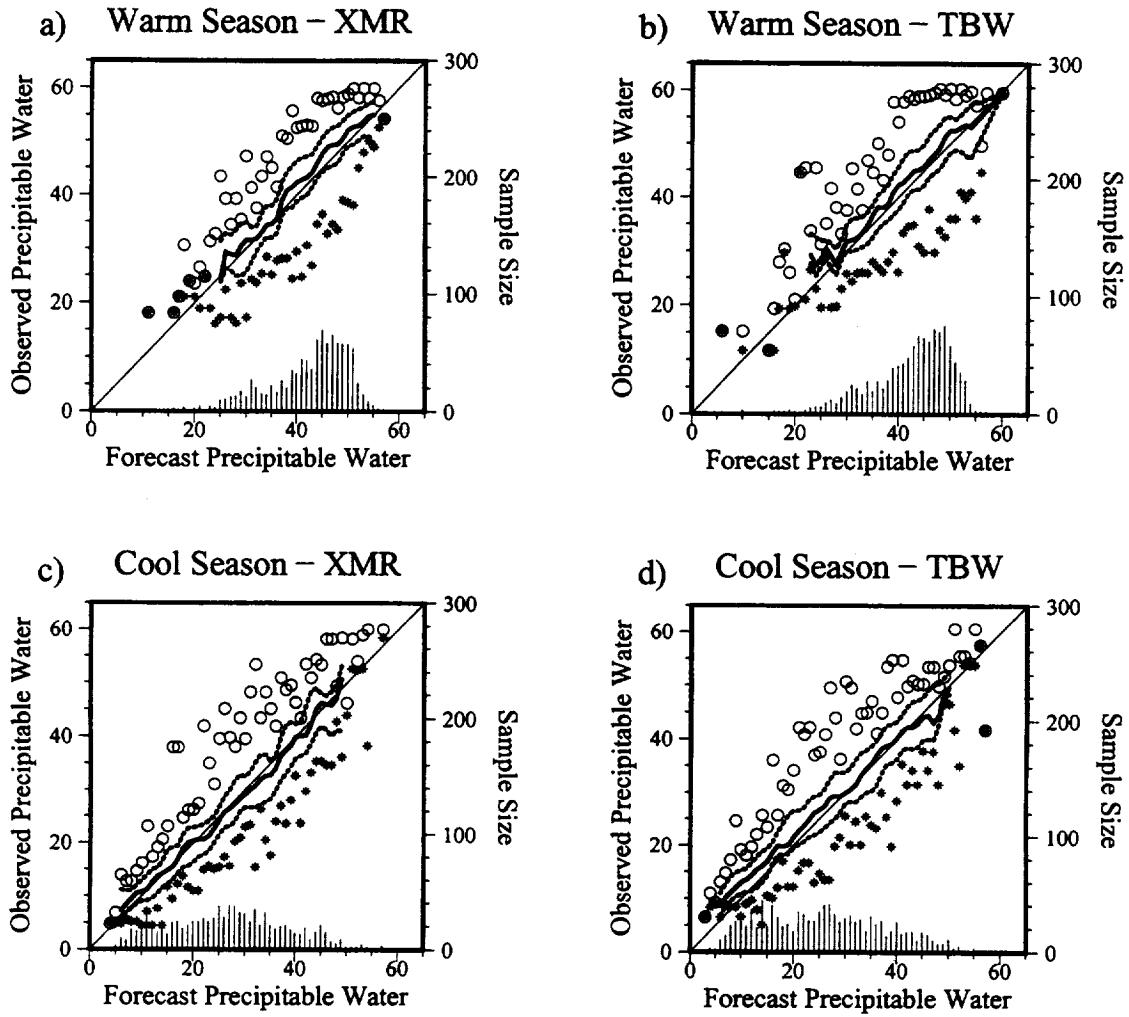 a) Warm Season – XMR
Observed Precipitable Water
60
40
20
0
0 20 40 60
Forecast Precipitable Water
300
200
100
0
Sample Size
b) Warm Season – TBW
Observed Precipitable Water
60
40
20
0
0 20 40 60
Forecast Precipitable Water
300
200
100
0
Sample Size
c) Cool Season – XMR
Observed Precipitable Water
60
40
20
0
0 20 40 60
Forecast Precipitable Water
300
200
100
0
Sample Size
d) Cool Season – TBW
Observed Precipitable Water
60
40
20
0
0 20 40 60
Forecast Precipitable Water
300
200
100
0
Sample Size